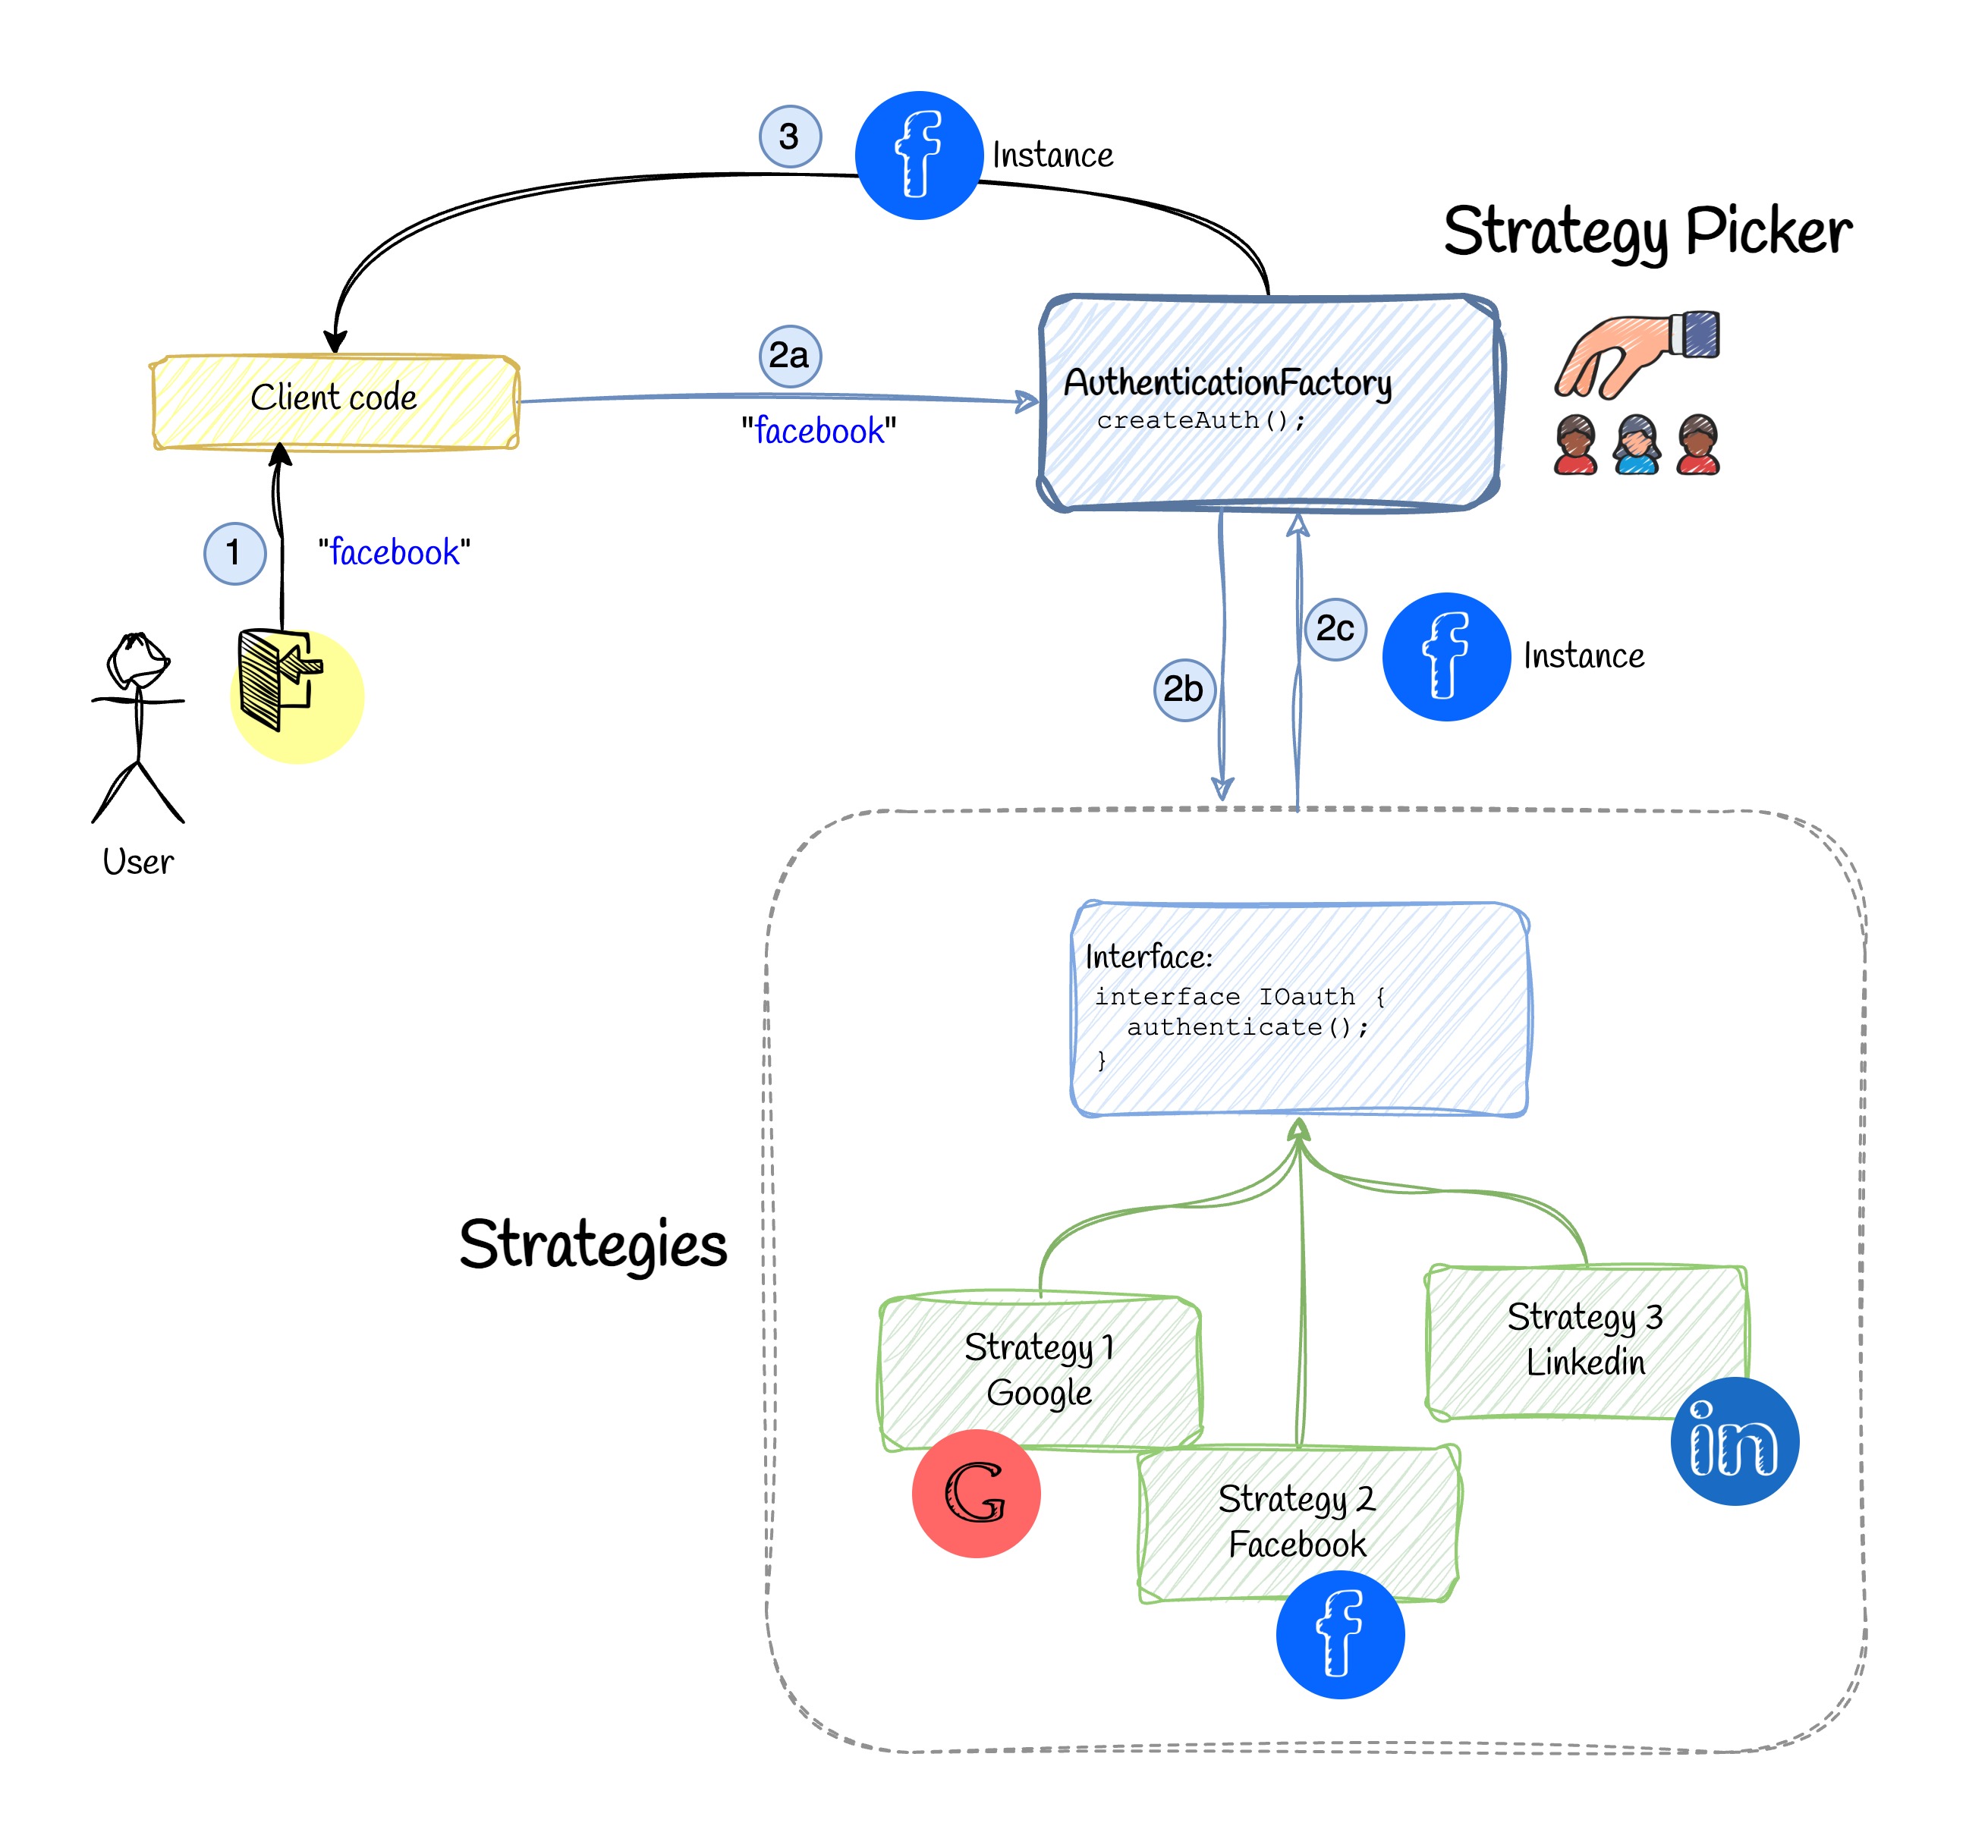 3
Instance
Strategy Picker
2a
Client code
"facebook"
AuthenticationFactory
createAuth();
1
"facebook"
2c
Instance
2b
User
Interface:
interface IOauth {
authenticate();
}
Strategies
Strategy 1
Google
Strategy 3
Linkedin
in
G
Strategy 2
Facebook
f
f
f